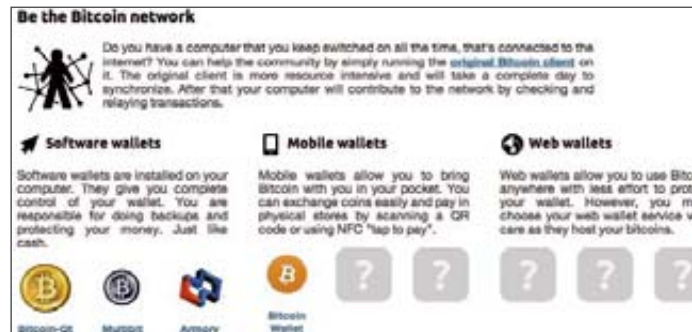 Be the Bitcoin network
Do you have a computer that you keep switched on all the time, that's connected to the
internet? You can help the community by simply running the original Bitcoin client on
it. The original client is more resource intensive and will take a complete day to
synchronize. After that your computer will contribute to the network by checking and
relaying transactions.
Software wallets
Software wallets are installed on your
computer. They give you complete
control of your wallet. You are
responsible for doing backups and
protecting your money. Just like
cash.
Bitcoin-Qt
Multibit
Armory
Mobile wallets
Mobile wallets allow you to bring
Bitcoin with you in your pocket. You
can exchange coins easily and pay in
physical stores by scanning a QR
code or using NFC "tap to pay".
? ?
Bitcoin
Wallet
Web wallets
Web wallets allow you to use Bitc
anywhere with less effort to prot
your wallet. However, you m
choose your web wallet service w
care as they host your bitcoins.
? ? ?